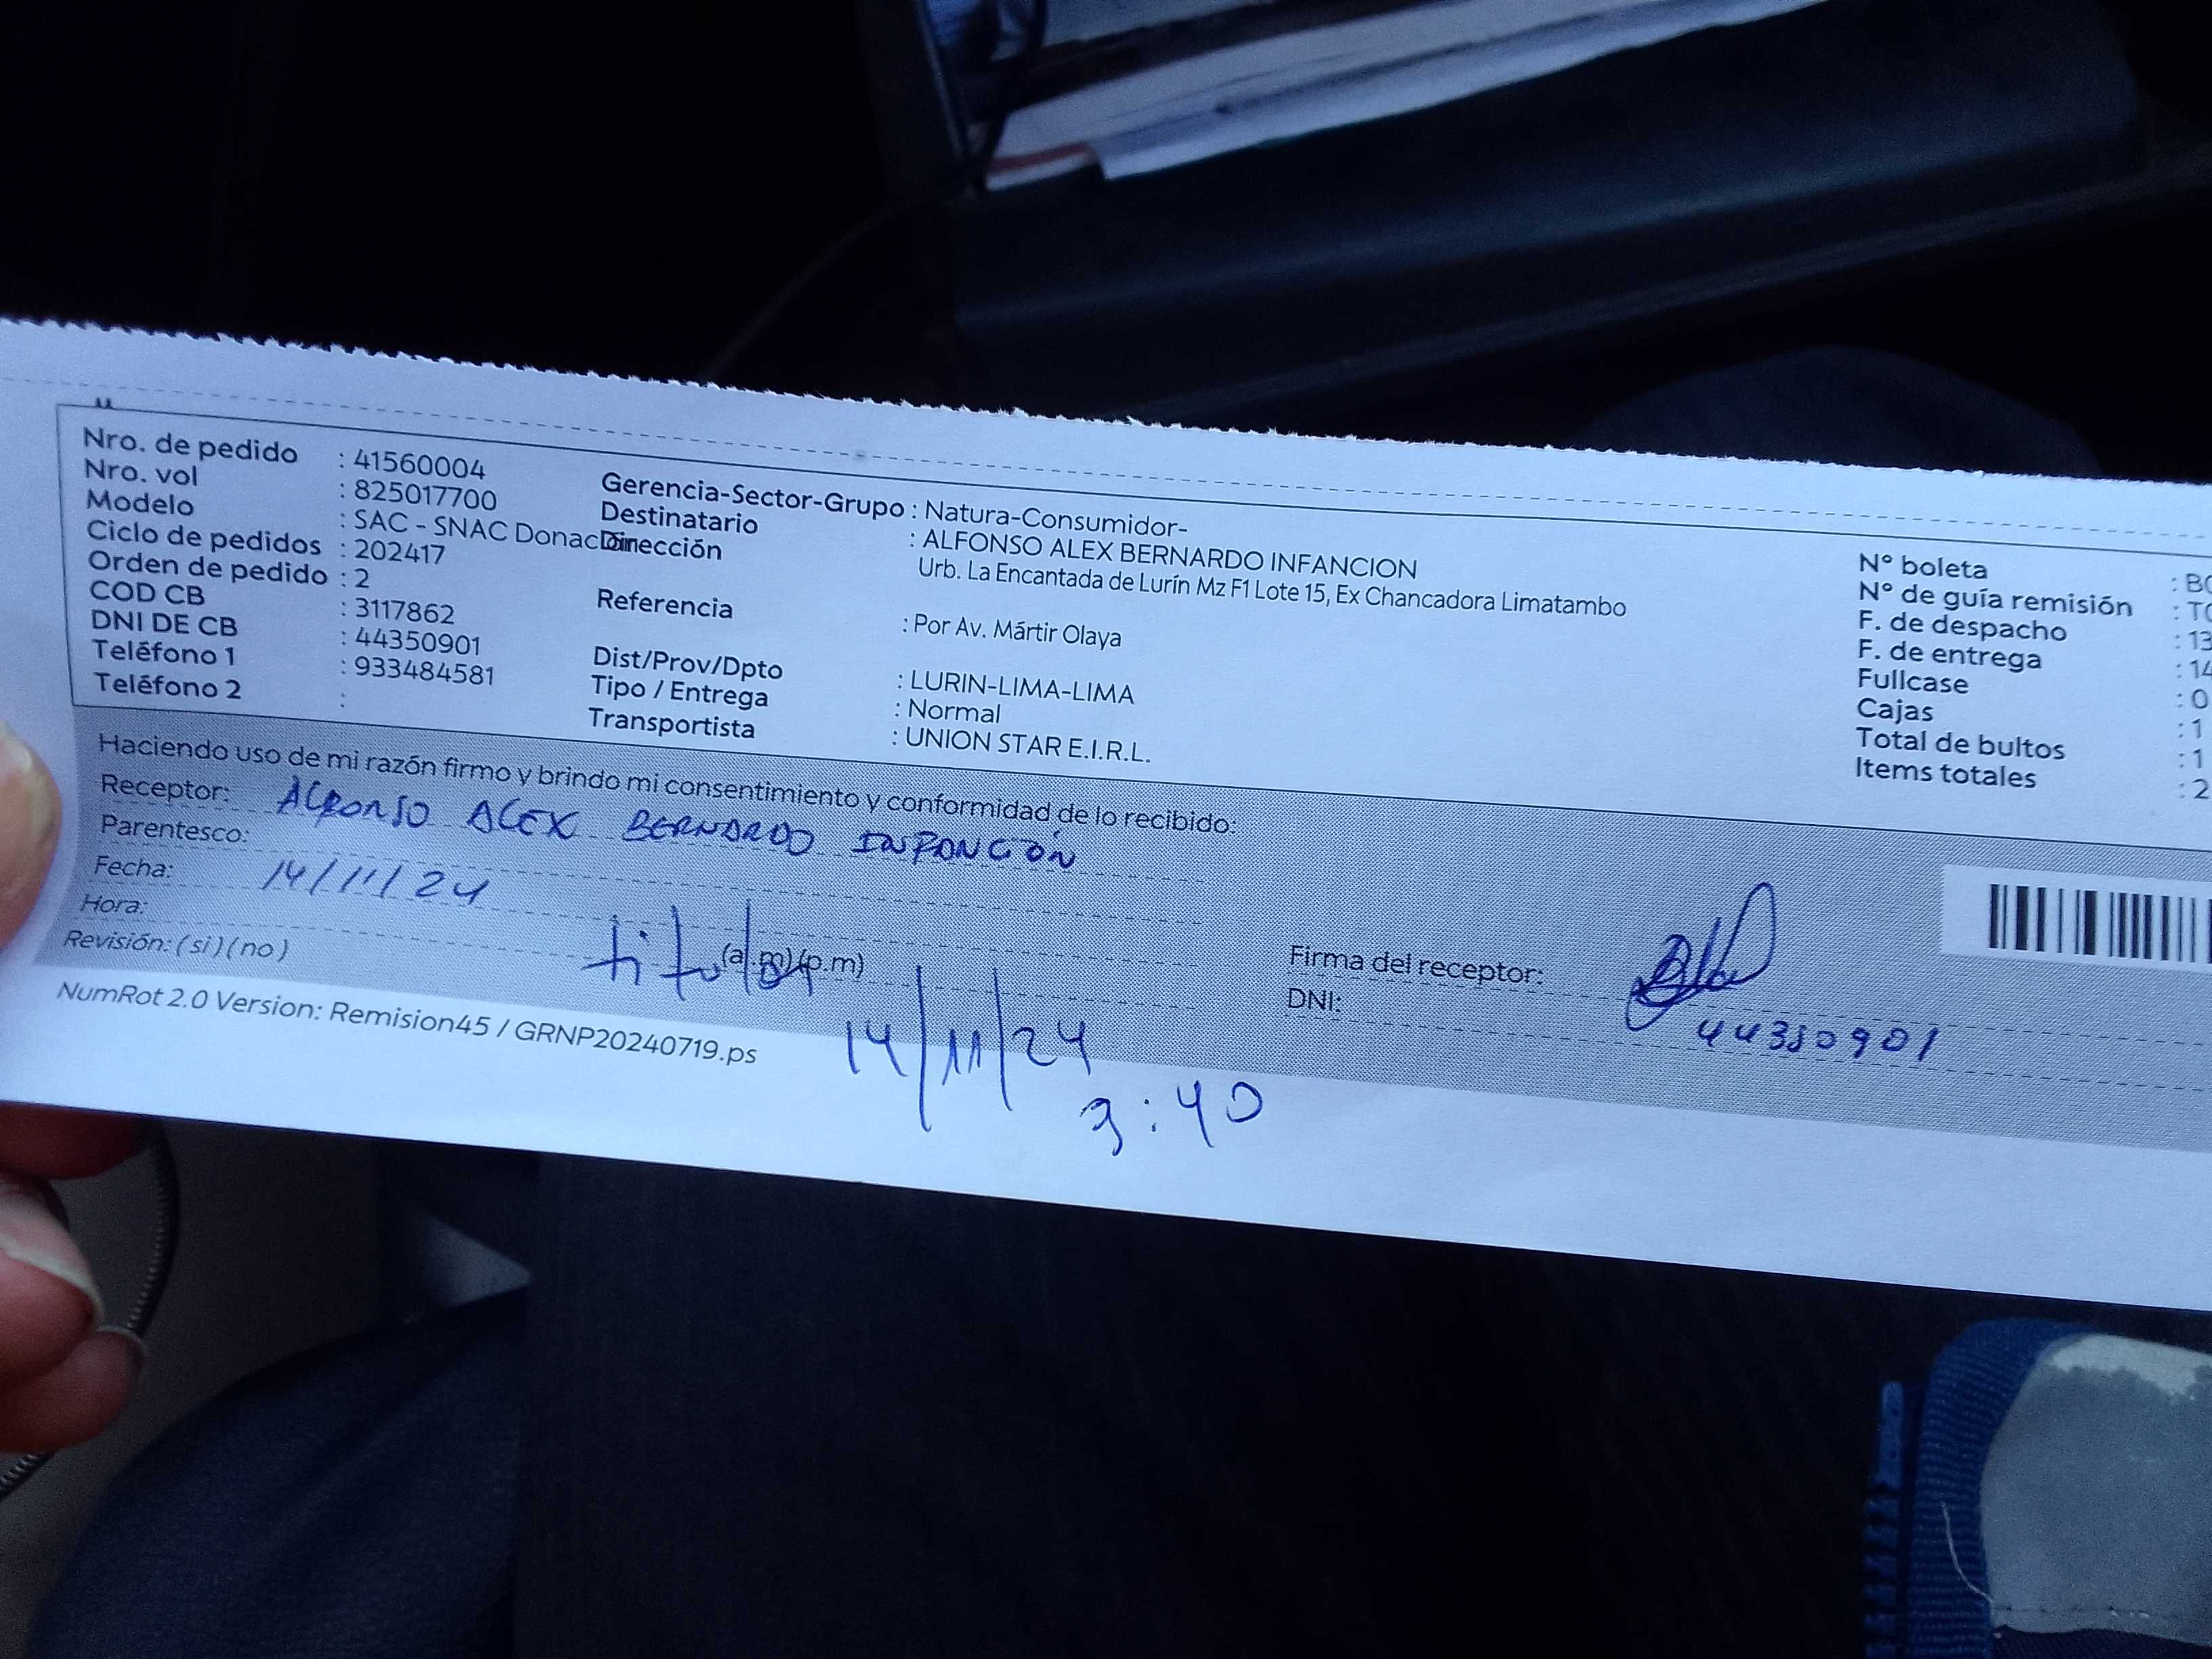 Nro. de pedido : 41560004
Nro. vol : 825017700
Modelo : SAC - SNAC Donación
Ciclo de pedidos : 202417
Orden de pedido : 2
COD CB : 3117862
DNI DE CB : 44350901
Teléfono 1 : 933484581
Teléfono 2 :
Gerencia-Sector-Grupo : Natura-Consumidor-
Destinatario : ALFONSO ALEX BERNARDO INFANCION
Dirección : Urb. La Encantada de Lurín Mz F1 Lote 15, Ex Chancadora Limatambo
Referencia : Por Av. Mártir Olaya
Dist/Prov/Dpto : LURIN-LIMA-LIMA
Tipo / Entrega : Normal
Transportista : UNION STAR E.I.R.L.
N° boleta : B
N° de guía remisión : T
F. de despacho : 13
F. de entrega : 14
Fullcase : 0
Cajas : 1
Total de bultos : 1
Items totales : 2
Haciendo uso de mi razón firmo y brindo mi consentimiento y conformidad de lo recibido:
Receptor: ALFONSO ALEX BERNARDO INFANCIÓN
Parentesco:
Fecha: 14/11/24
Hora: (a.m)(p.m)
titular
Revisión: (si)(no)
Firma del receptor:
DNI: 44350901
NumRot 2.0 Version: Remision45 / GRNP20240719.ps
14/11/24
3:40